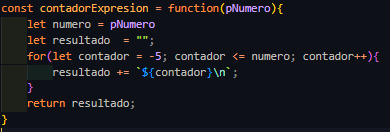 const contadorExpresion = function(pNumero){
    let numero = pNumero
    let resultado  = "";
    for(let contador = -5; contador <= numero; contador++){
        resultado += `${contador}\n`;
    }
    return resultado;
}